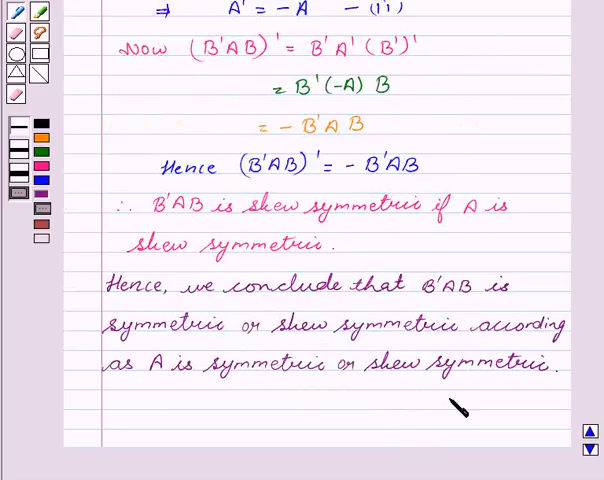 ⇒ A' = -A - (ii)
Now (B'AB)' = B'A'(B')'
= B'(-A) B
= - B'A B
Hence (B'AB)' = - B'AB
∴ B'AB is skew symmetric if A is
skew symmetric.
Hence, we conclude that B'AB is
symmetric or skew symmetric according
as A is symmetric or skew symmetric.